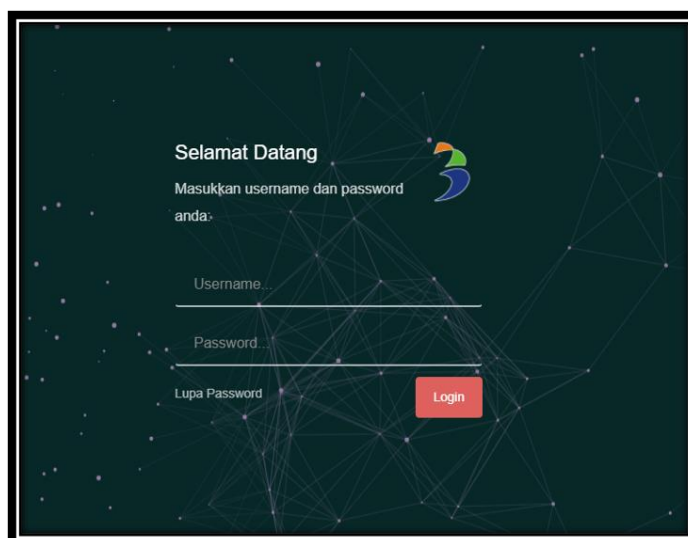 Selamat Datang
Masukkan username dan password
anda:
Username...
Password...
Lupa Password
Login